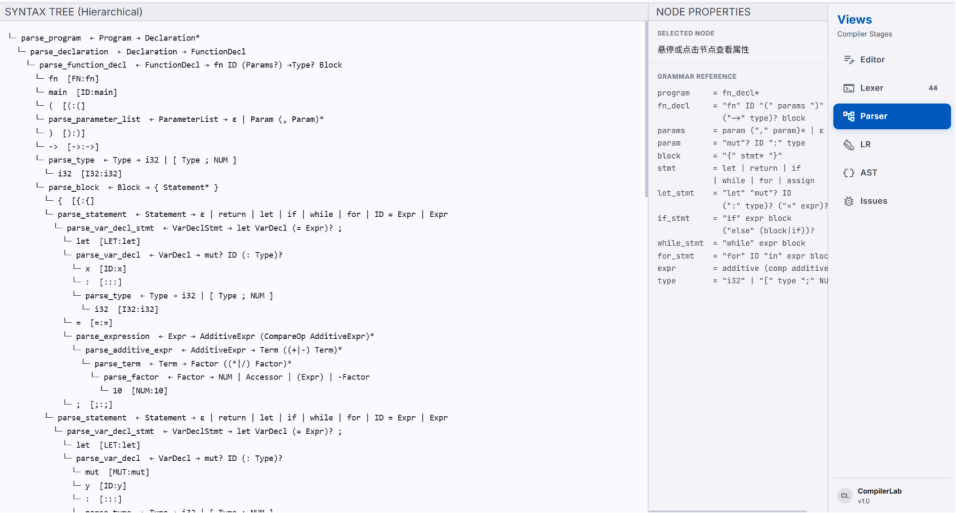 SYNTAX TREE (Hierarchical)
parse_program ← Program → Declaration*
parse_declaration ← Declaration → FunctionDecl
parse_function_decl ← FunctionDecl → fn ID (Params?) →Type? Block
fn [FN:fn]
main [ID:main]
( [(:(]
parse_parameter_list ← ParameterList → ε | Param (, Param)*
) [):)]
-> [->:->]
parse_type ← Type → i32 | [ Type ; NUM ]
i32 [I32:i32]
parse_block ← Block → { Statement* }
{ [{:{]
parse_statement ← Statement → ε | return | let | if | while | for | ID = Expr | Expr
parse_var_decl_stmt ← VarDeclStmt → let VarDecl (= Expr)? ;
let [LET:let]
parse_var_decl ← VarDecl → mut? ID (: Type)?
x [ID:x]
: [:::]
parse_type ← Type → i32 | [ Type ; NUM ]
i32 [I32:i32]
= [=:=]
parse_expression ← Expr → AdditiveExpr (CompareOp AdditiveExpr)*
parse_additive_expr ← AdditiveExpr → Term ((+|-) Term)*
parse_term ← Term → Factor ((*|/) Factor)*
parse_factor ← Factor → NUM | Accessor | (Expr) | -Factor
10 [NUM:10]
; [;:;]
parse_statement ← Statement → ε | return | let | if | while | for | ID = Expr | Expr
parse_var_decl_stmt ← VarDeclStmt → let VarDecl (= Expr)? ;
let [LET:let]
parse_var_decl ← VarDecl → mut? ID (: Type)?
mut [MUT:mut]
y [ID:y]
: [:::]
parse_type ← Type → i32 | [ Type ; NUM ]
NODE PROPERTIES
SELECTED NODE
悬停或点击节点查看属性
GRAMMAR REFERENCE
program = fn_decl*
fn_decl = "fn" ID "(" params ")"
("→" type)? block
params = param ("," param)* | ε
param = "mut"? ID ":" type
block = "{" stmt* "}"
stmt = let | return | if
| while | for | assign
let_stmt = "let" "mut"? ID
(":" type)? ("=" expr)?
if_stmt = "if" expr block
("else" (block|if))?
while_stmt = "while" expr block
for_stmt = "for" ID "in" expr bloc
expr = additive (comp additive
type = "i32" | "[" type ";" NU
Views
Compiler Stages
Editor
Lexer 44
Parser
LR
AST
Issues
CL
CompilerLab
v1.0